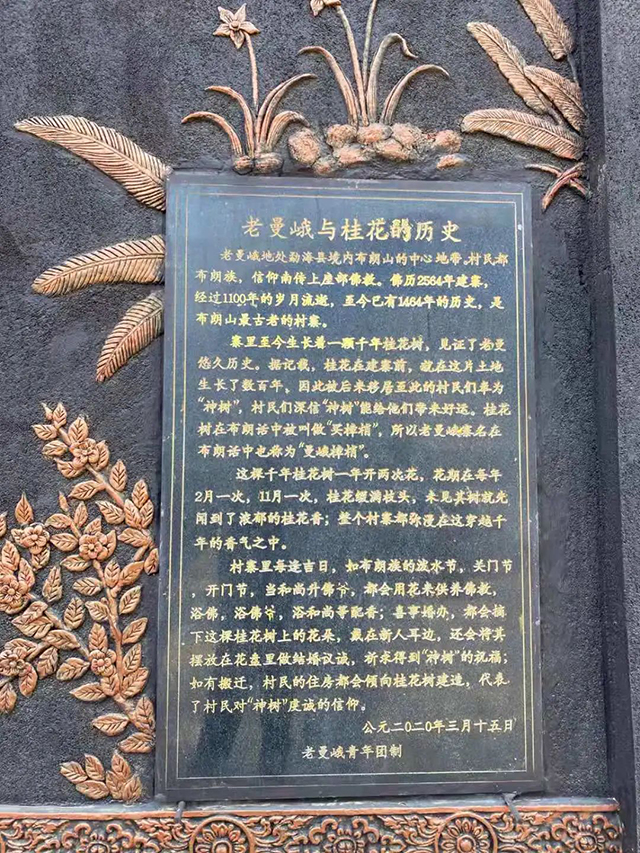 老曼峨与桂花的历史
老曼峨地处勐海县境内布朗山的中心地带。村民都
布朗族，信仰南传上座部佛教。佛历2564年建寨，
经过1100年的岁月流逝，至今已有1464年的历史，是
布朗山最古老的村寨。
寨里至今生长着一颗千年桂花树，见证了老曼
悠久历史。据记载，桂花在建寨前，就在这片土地
生长了数百年，因此被后来移居至此的村民们奉为
“神树”，村民们深信“神树”能给他们带来好运。桂花
树在布朗话中被叫做“买樟梢”，所以老曼峨寨名在
布朗话中也称为“曼峨樟梢”。
这棵千年桂花树一年开两次花，花期在每年
2月一次，11月一次，桂花缀满枝头，未见其树就先
闻到了浓郁的桂花香；整个村寨都弥漫在这穿越千
年的香气之中。
村寨里每逢吉日，如布朗族的泼水节，关门节
，开门节，当和尚升佛爷，都会用花来供养佛教，
浴佛，浴佛爷，浴和尚等配香；喜事婚办，都会摘
下这棵桂花树上的花朵，戴在新人耳边，还会将其
摆放在花盘里做结婚议诚，祈求得到“神树”的祝福；
如有搬迁，村民的住房都会倾向桂花树建造，代表
了村民对“神树”虔诚的信仰。
公元二〇二〇年三月十五日
老曼峨青年团制